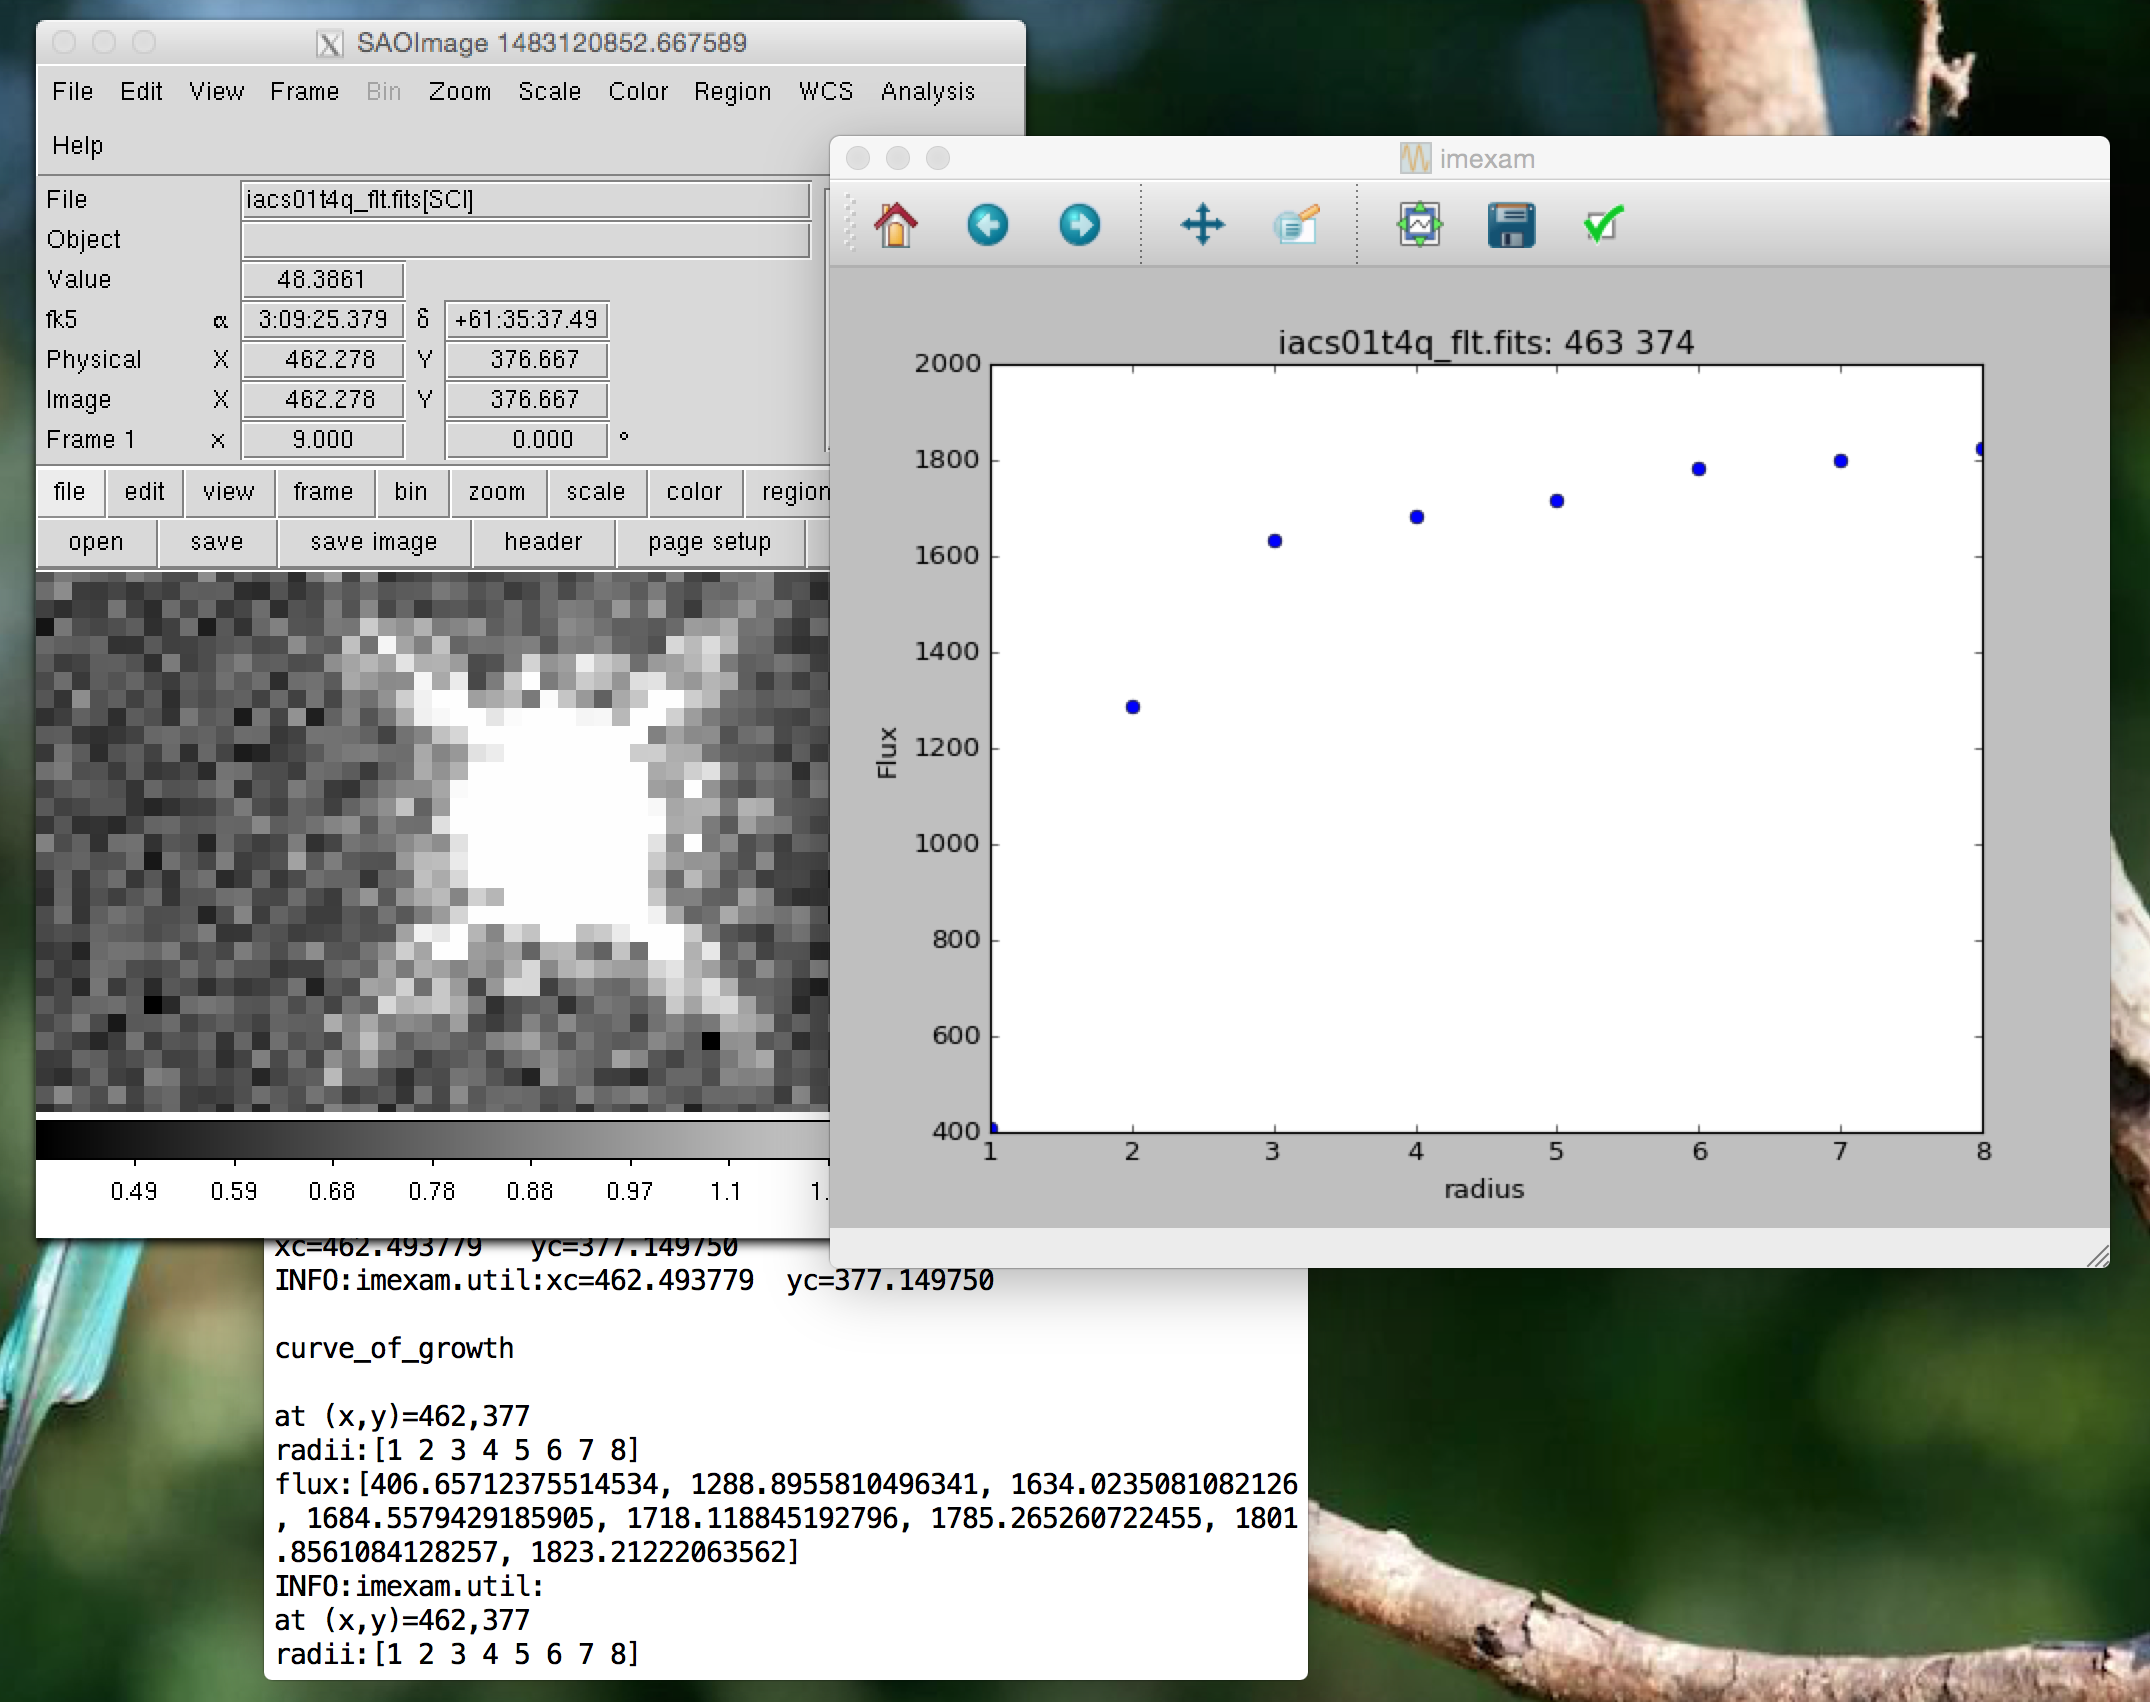 SAOImage 1483120852.667589
File Edit View Frame Bin Zoom Scale Color Region WCS Analysis
Help
File iacs01t4q_flt.fits[SCI]
Object
Value 48.3861
fk5 α 3:09:25.379 δ +61:35:37.49
Physical X 462.278 Y 376.667
Image X 462.278 Y 376.667
Frame 1 x 9.000 0.000 °
file edit view frame bin zoom scale color region
open save save image header page setup
0.49 0.59 0.68 0.78 0.88 0.97 1.1 1.
imexam
iacs01t4q_flt.fits: 463 374
2000
1800
1600
1400
1200
1000
800
600
400
Flux
1 2 3 4 5 6 7 8
radius
xc=462.493779 yc=377.149750
INFO:imexam.util:xc=462.493779 yc=377.149750
curve_of_growth
at (x,y)=462,377
radii:[1 2 3 4 5 6 7 8]
flux:[406.65712375514534, 1288.8955810496341, 1634.0235081082126
, 1684.5579429185905, 1718.118845192796, 1785.265260722455, 1801
.8561084128257, 1823.21222063562]
INFO:imexam.util:
at (x,y)=462,377
radii:[1 2 3 4 5 6 7 8]